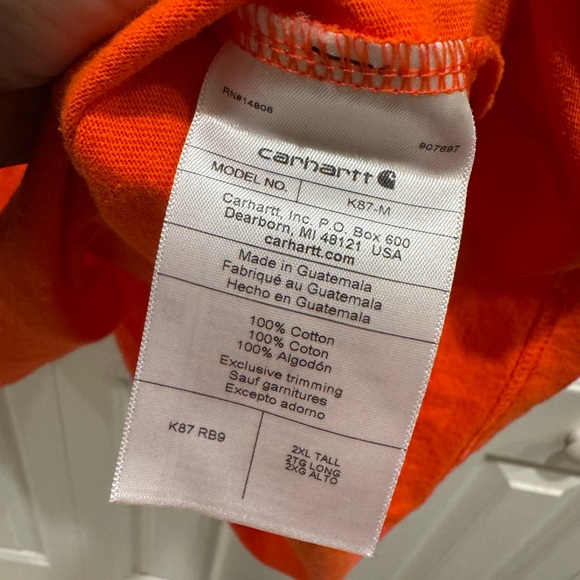 RN#14806
907697
carhartt
MODEL NO. K87-M
Carhartt, Inc. P.O. Box 600
Dearborn, MI 48121 USA
carhartt.com
Made in Guatemala
Fabriqué au Guatemala
Hecho en Guatemala
100% Cotton
100% Coton
100% Algodón
Exclusive trimming
Sauf garnitures
Excepto adorno
K87 RB9
2XL TALL
2TG LONG
2XG ALTO